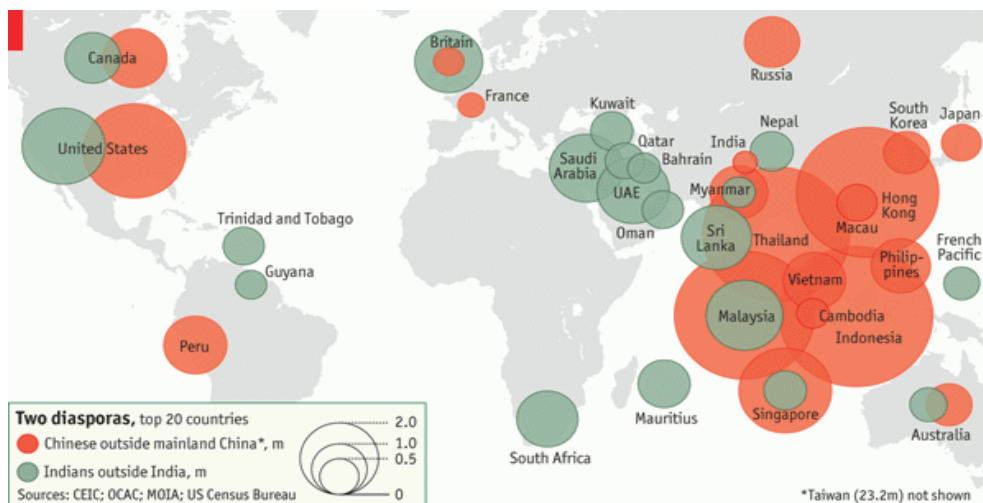 Canada
Britain
Russia
France
United States
Kuwait
Qatar
Saudi
Arabia
Bahrain
UAE
Oman
India
Nepal
South
Korea
Japan
Myanmar
Hong
Kong
Macau
Sri
Lanka
Thailand
Trinidad and Tobago
Guyana
Philip-
pines
French
Pacific
Vietnam
Malaysia
Cambodia
Indonesia
Peru
Mauritius
Singapore
South Africa
Australia
Two diasporas, top 20 countries
Chinese outside mainland China*, m
Indians outside India, m
2.0
1.0
0.5
0
Sources: CEIC; OCAC; MOIA; US Census Bureau
*Taiwan (23.2m) not shown